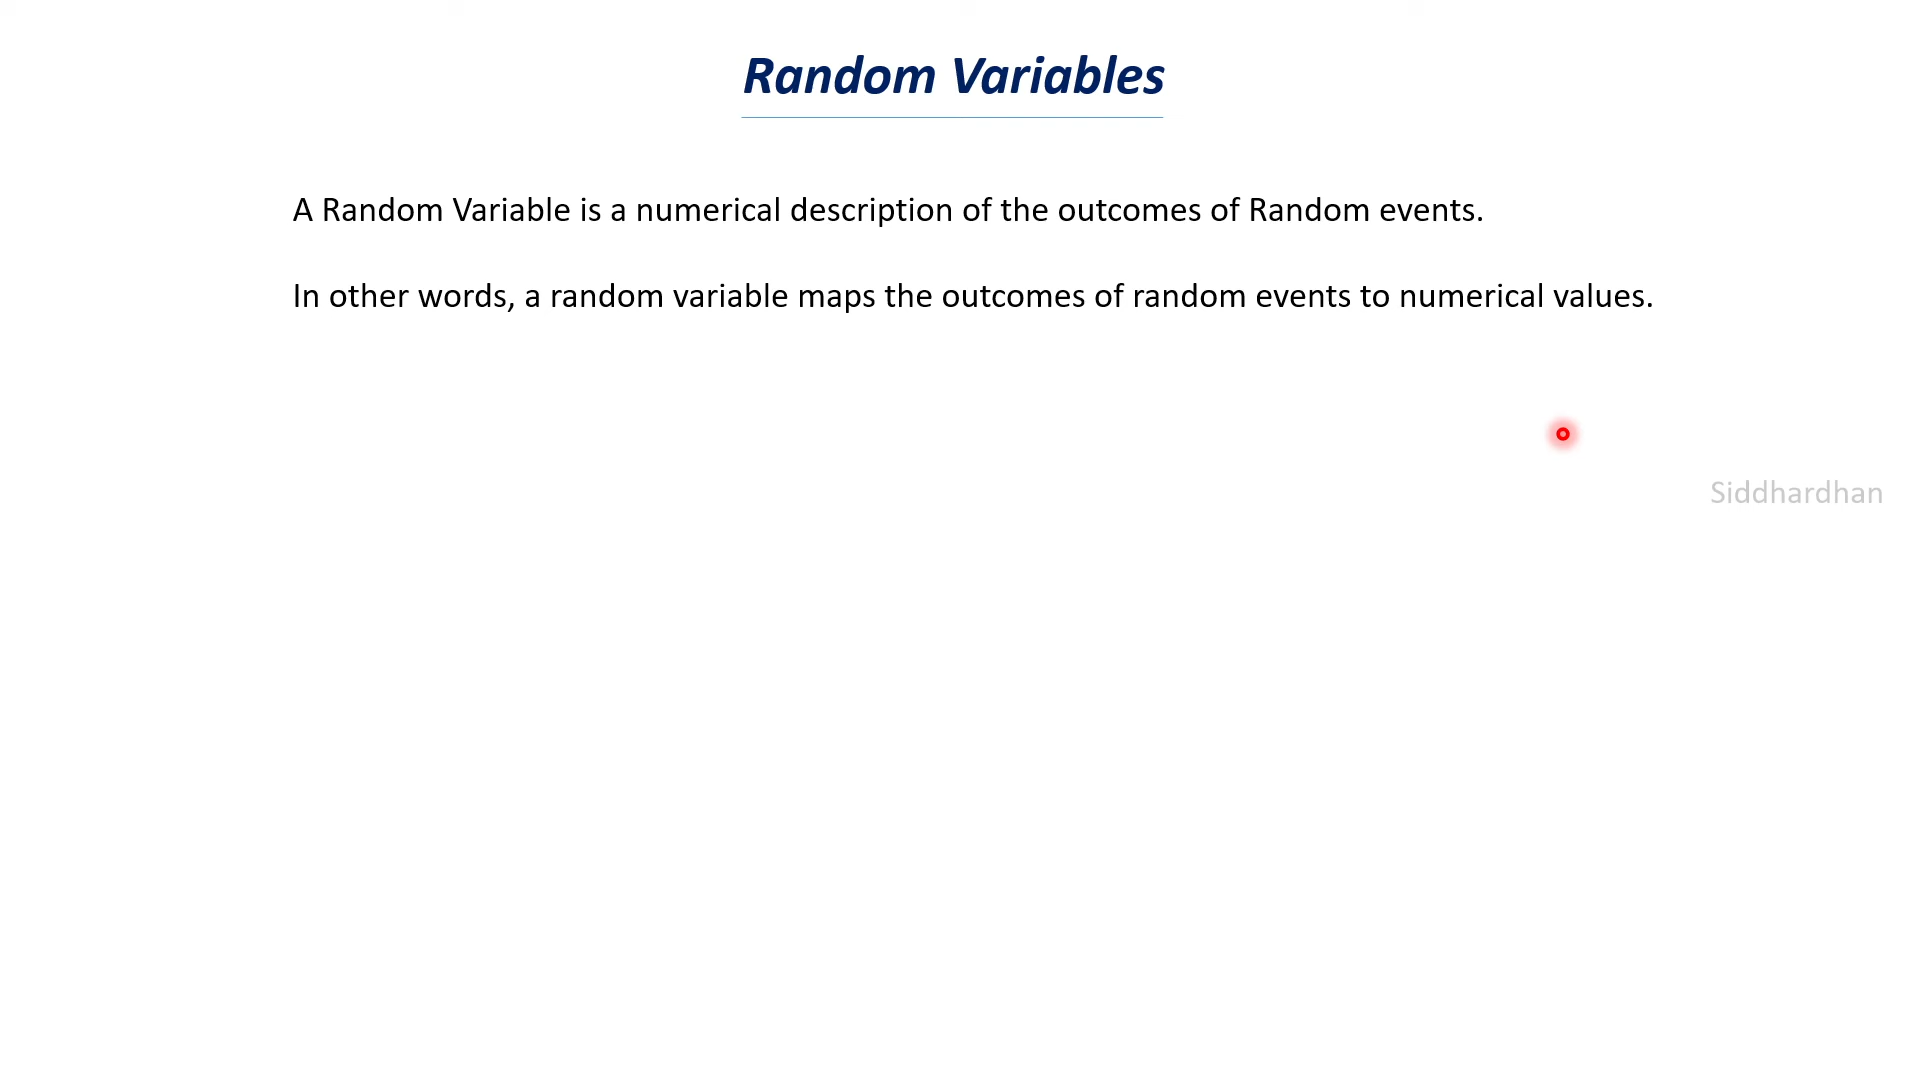 Random Variables
A Random Variable is a numerical description of the outcomes of Random events.
In other words, a random variable maps the outcomes of random events to numerical values.
Siddhardhan